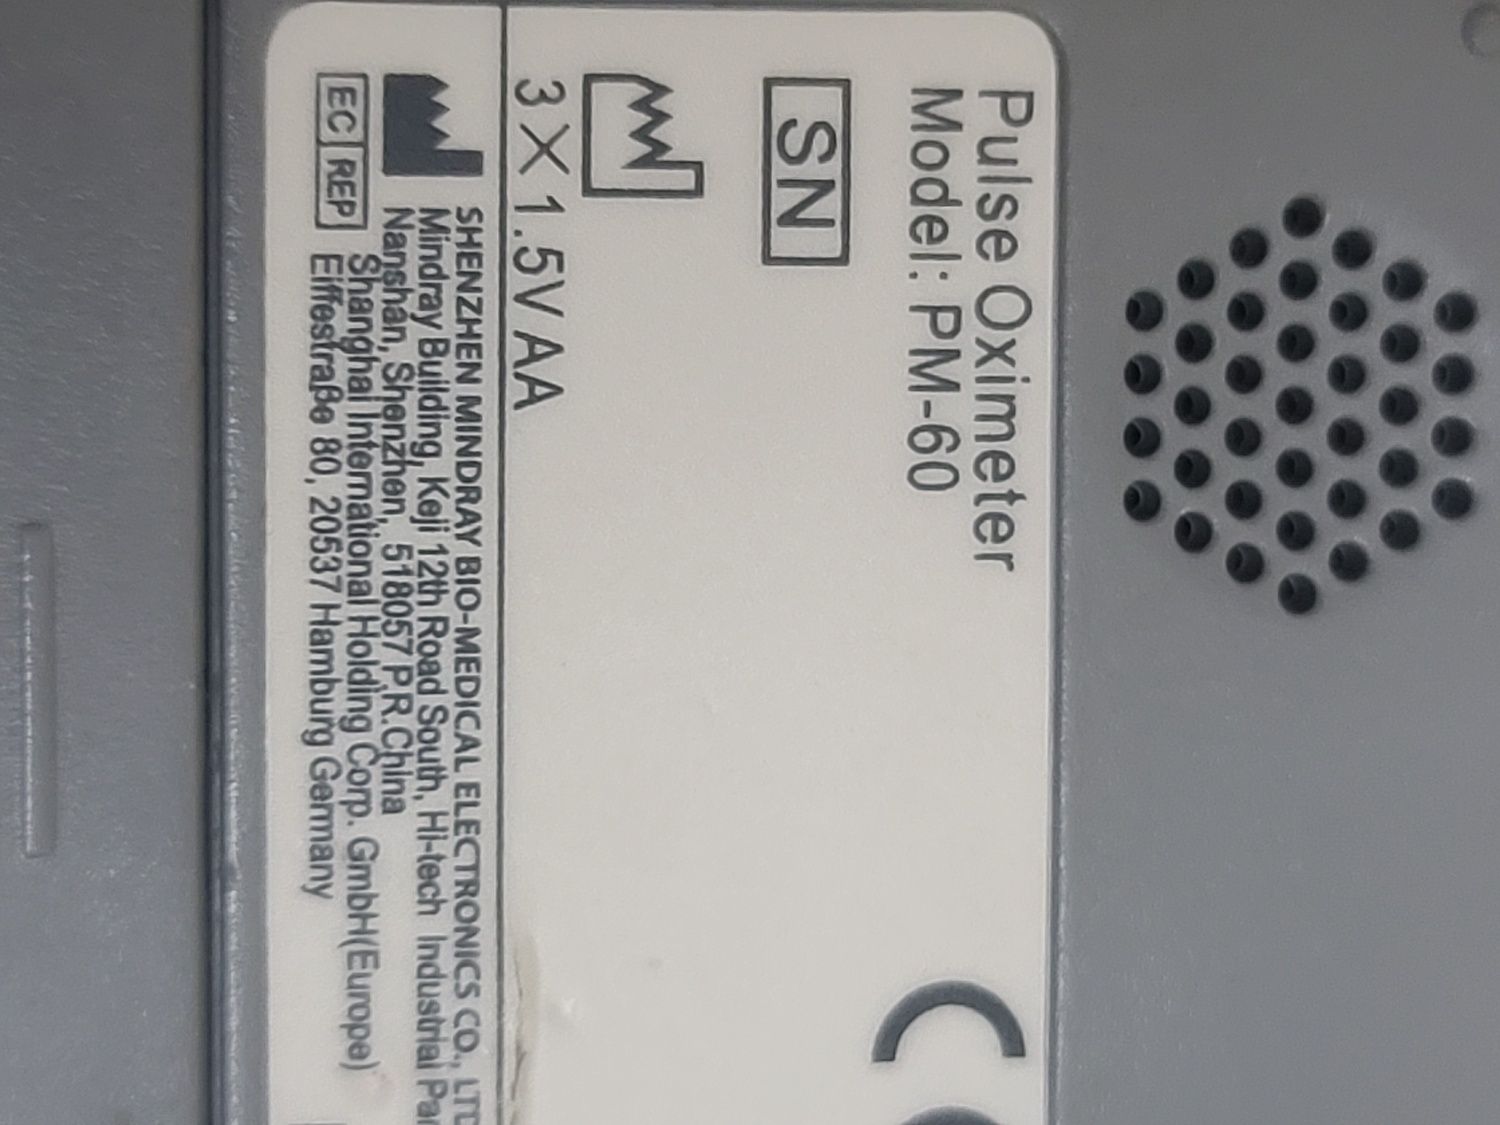 Pulse Oximeter
Model: PM-60
SN
3 X 1.5V AA
SHENZHEN MINDRAY BIO-MEDICAL ELECTRONICS CO., LTD
Mindray Building, Keji 12th Road South, Hi-tech Industrial
Nanshan, Shenzhen, 518057 P.R.China
EC REP
Shanghai International Holding Corp. GmbH(Europe)
Eiffestraße 80, 20537 Hamburg Germany